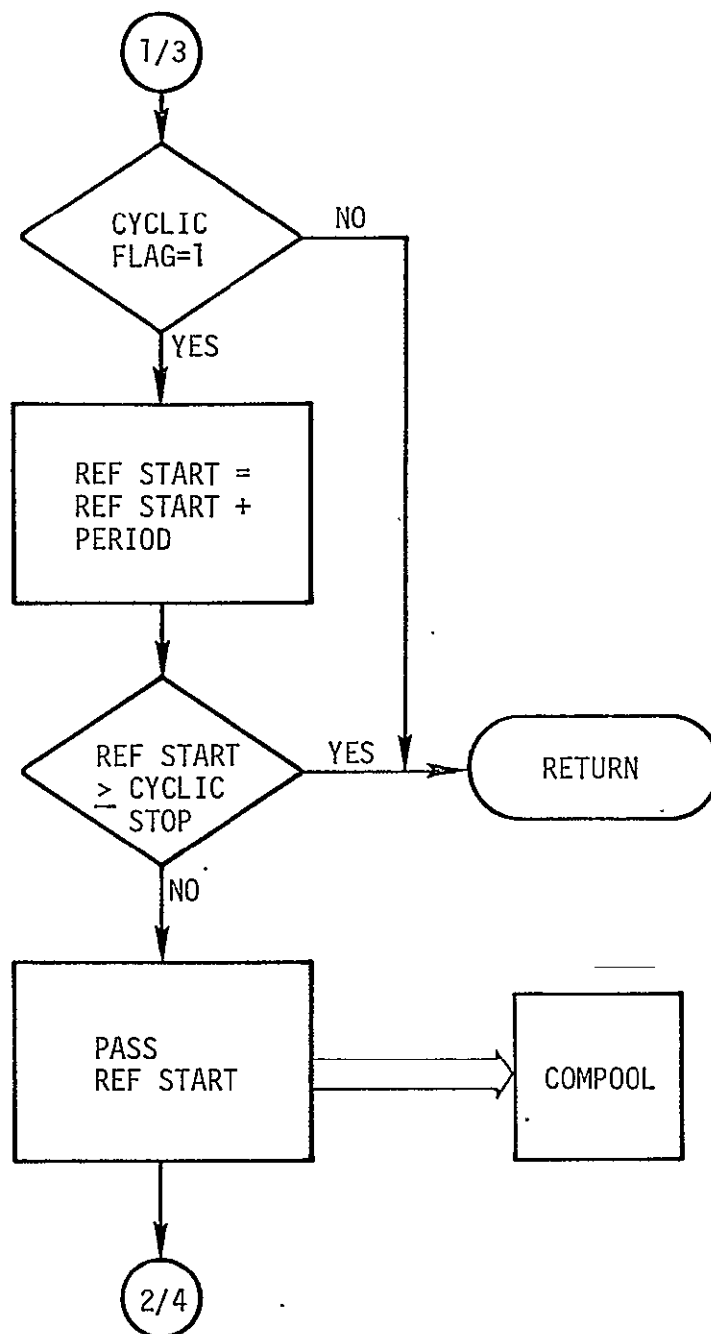 1/3
CYCLIC
FLAG=1
NO
YES
REF START =
REF START +
PERIOD
REF START
≥ CYCLIC
STOP
YES
RETURN
NO
PASS
REF START
COMPOOL
2/4